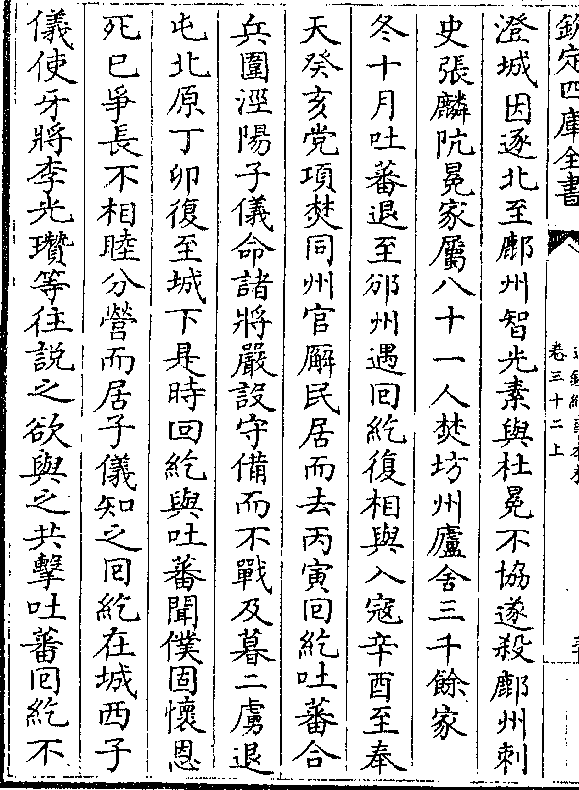 欽定四庫全書
卷三十二上
澄城因逐北至鄜州智光素與杜冕不協遂殺鄜州刺
史張麟阬冕家屬八十一人焚坊州廬舍三千餘家
冬十月吐蕃退至邠州遇回紇復相與入寇辛酉至奉
天癸亥党項焚同州官廨民居而去丙寅回紇吐蕃合
兵圍涇陽子儀命諸將嚴設守備而不戰及暮二虜退
屯北原丁卯復至城下是時回紇與吐蕃聞僕固懷恩
死已爭長不相睦分營而居子儀知之回紇在城西子
儀使牙將李光瓚等往說之欲與之共擊吐蕃回紇不